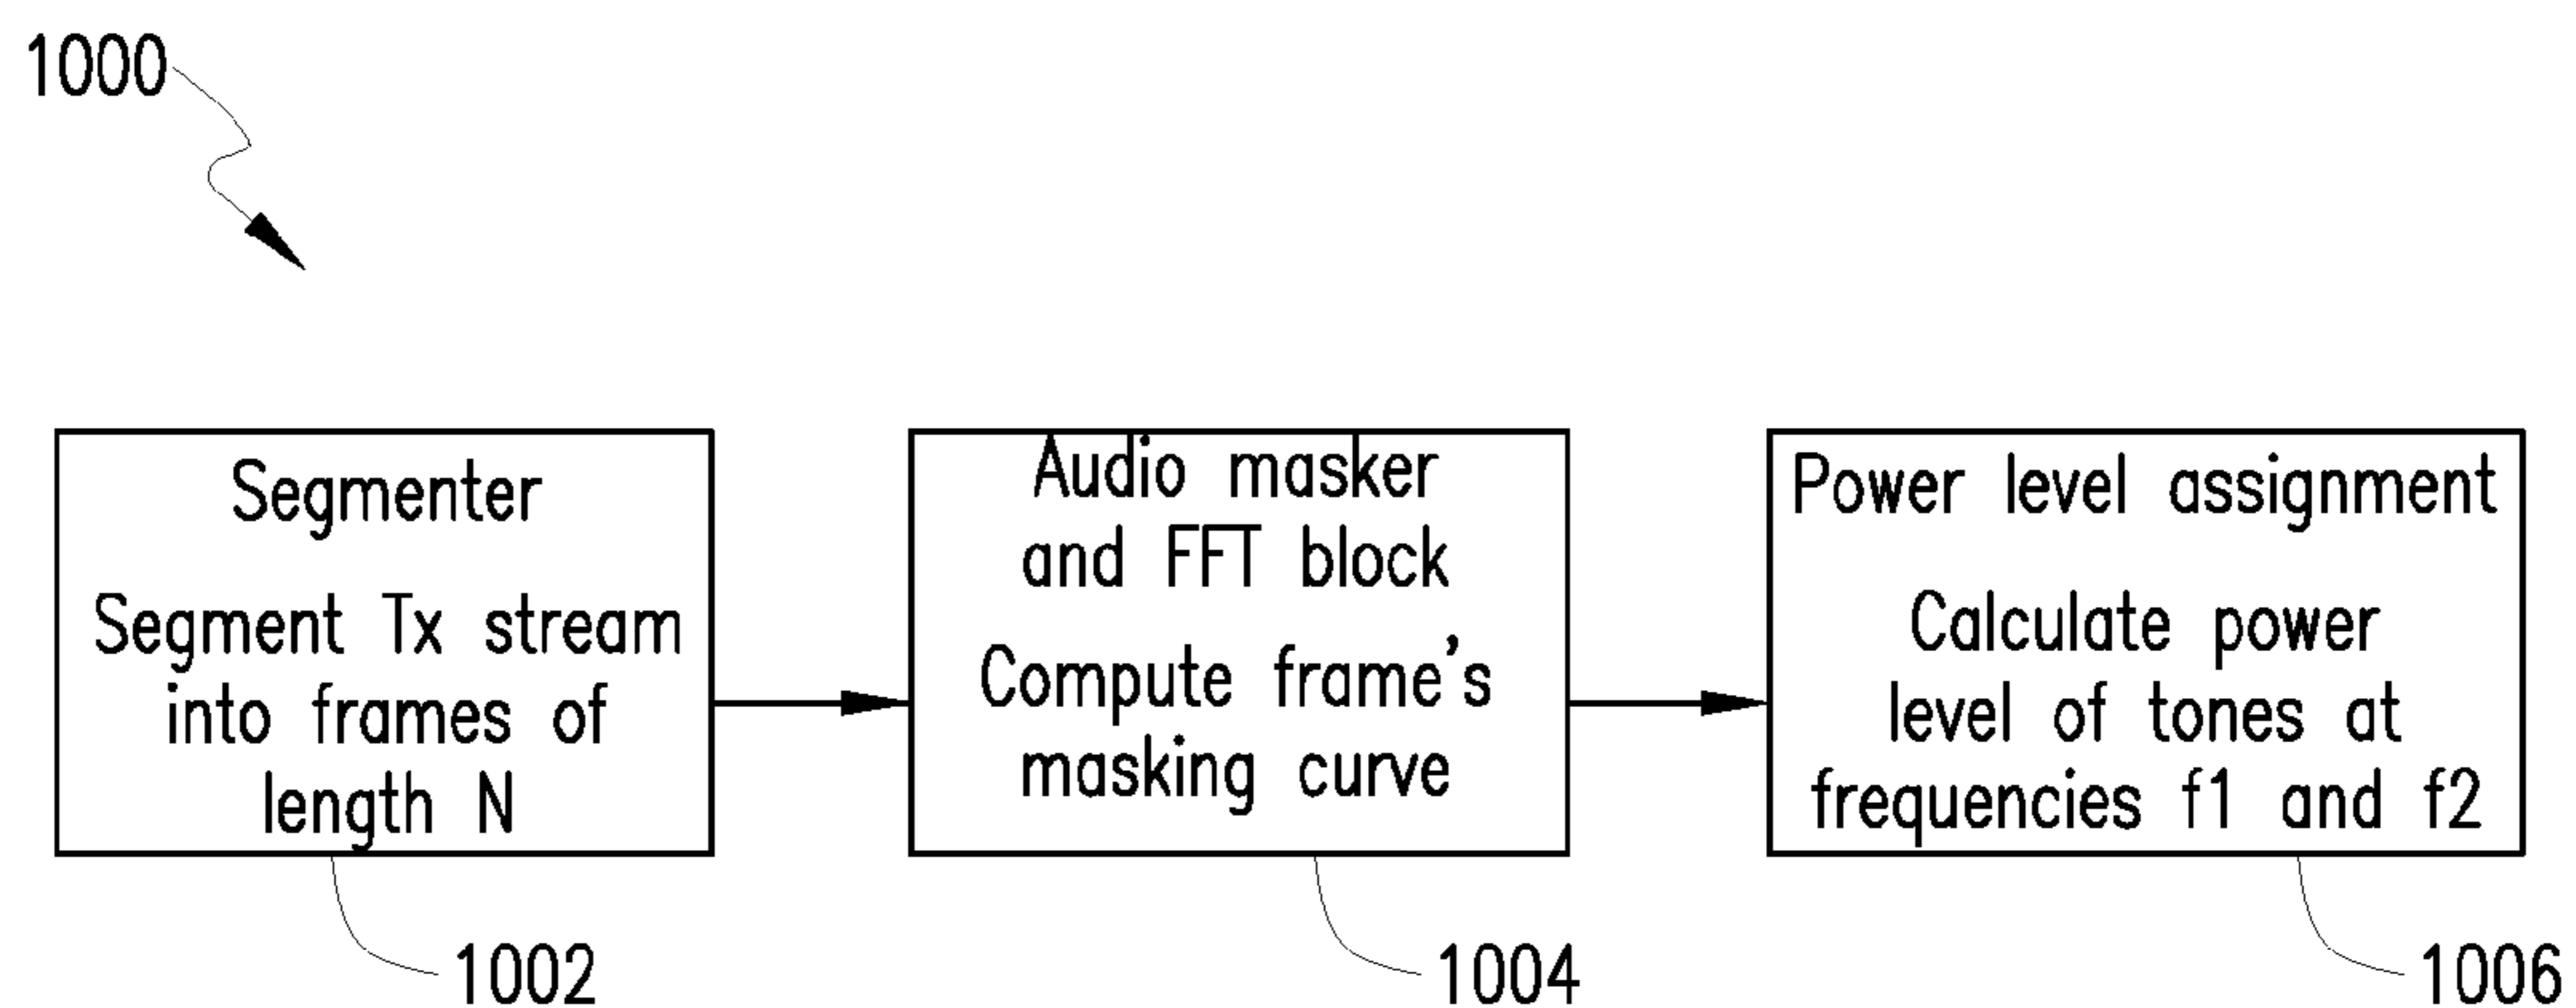 1000
Segmenter
Segment Tx stream
into frames of
length N
1002
Audio masker
and FFT block
Compute frame's
masking curve
1004
Power level assignment
Calculate power
level of tones at
frequencies f1 and f2
1006